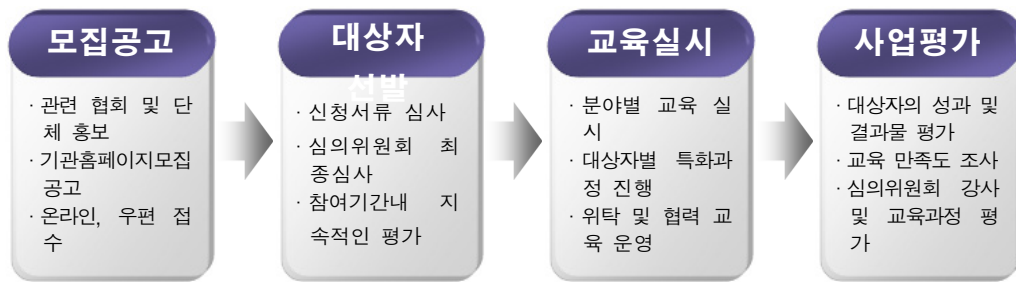 모집공고
· 관련 협회 및 단
체 홍보
· 기관홈페이지모집
공고
· 온라인, 우편 접
수
대상자
선발
· 신청서류 심사
· 심의위원회 최
종심사
· 참여기간내 지
속적인 평가
교육실시
· 분야별 교육 실
시
· 대상자별 특화과
정 진행
· 위탁 및 협력 교
육 운영
사업평가
· 대상자의 성과 및
결과물 평가
· 교육 만족도 조사
· 심의위원회 강사
및 교육과정 평
가